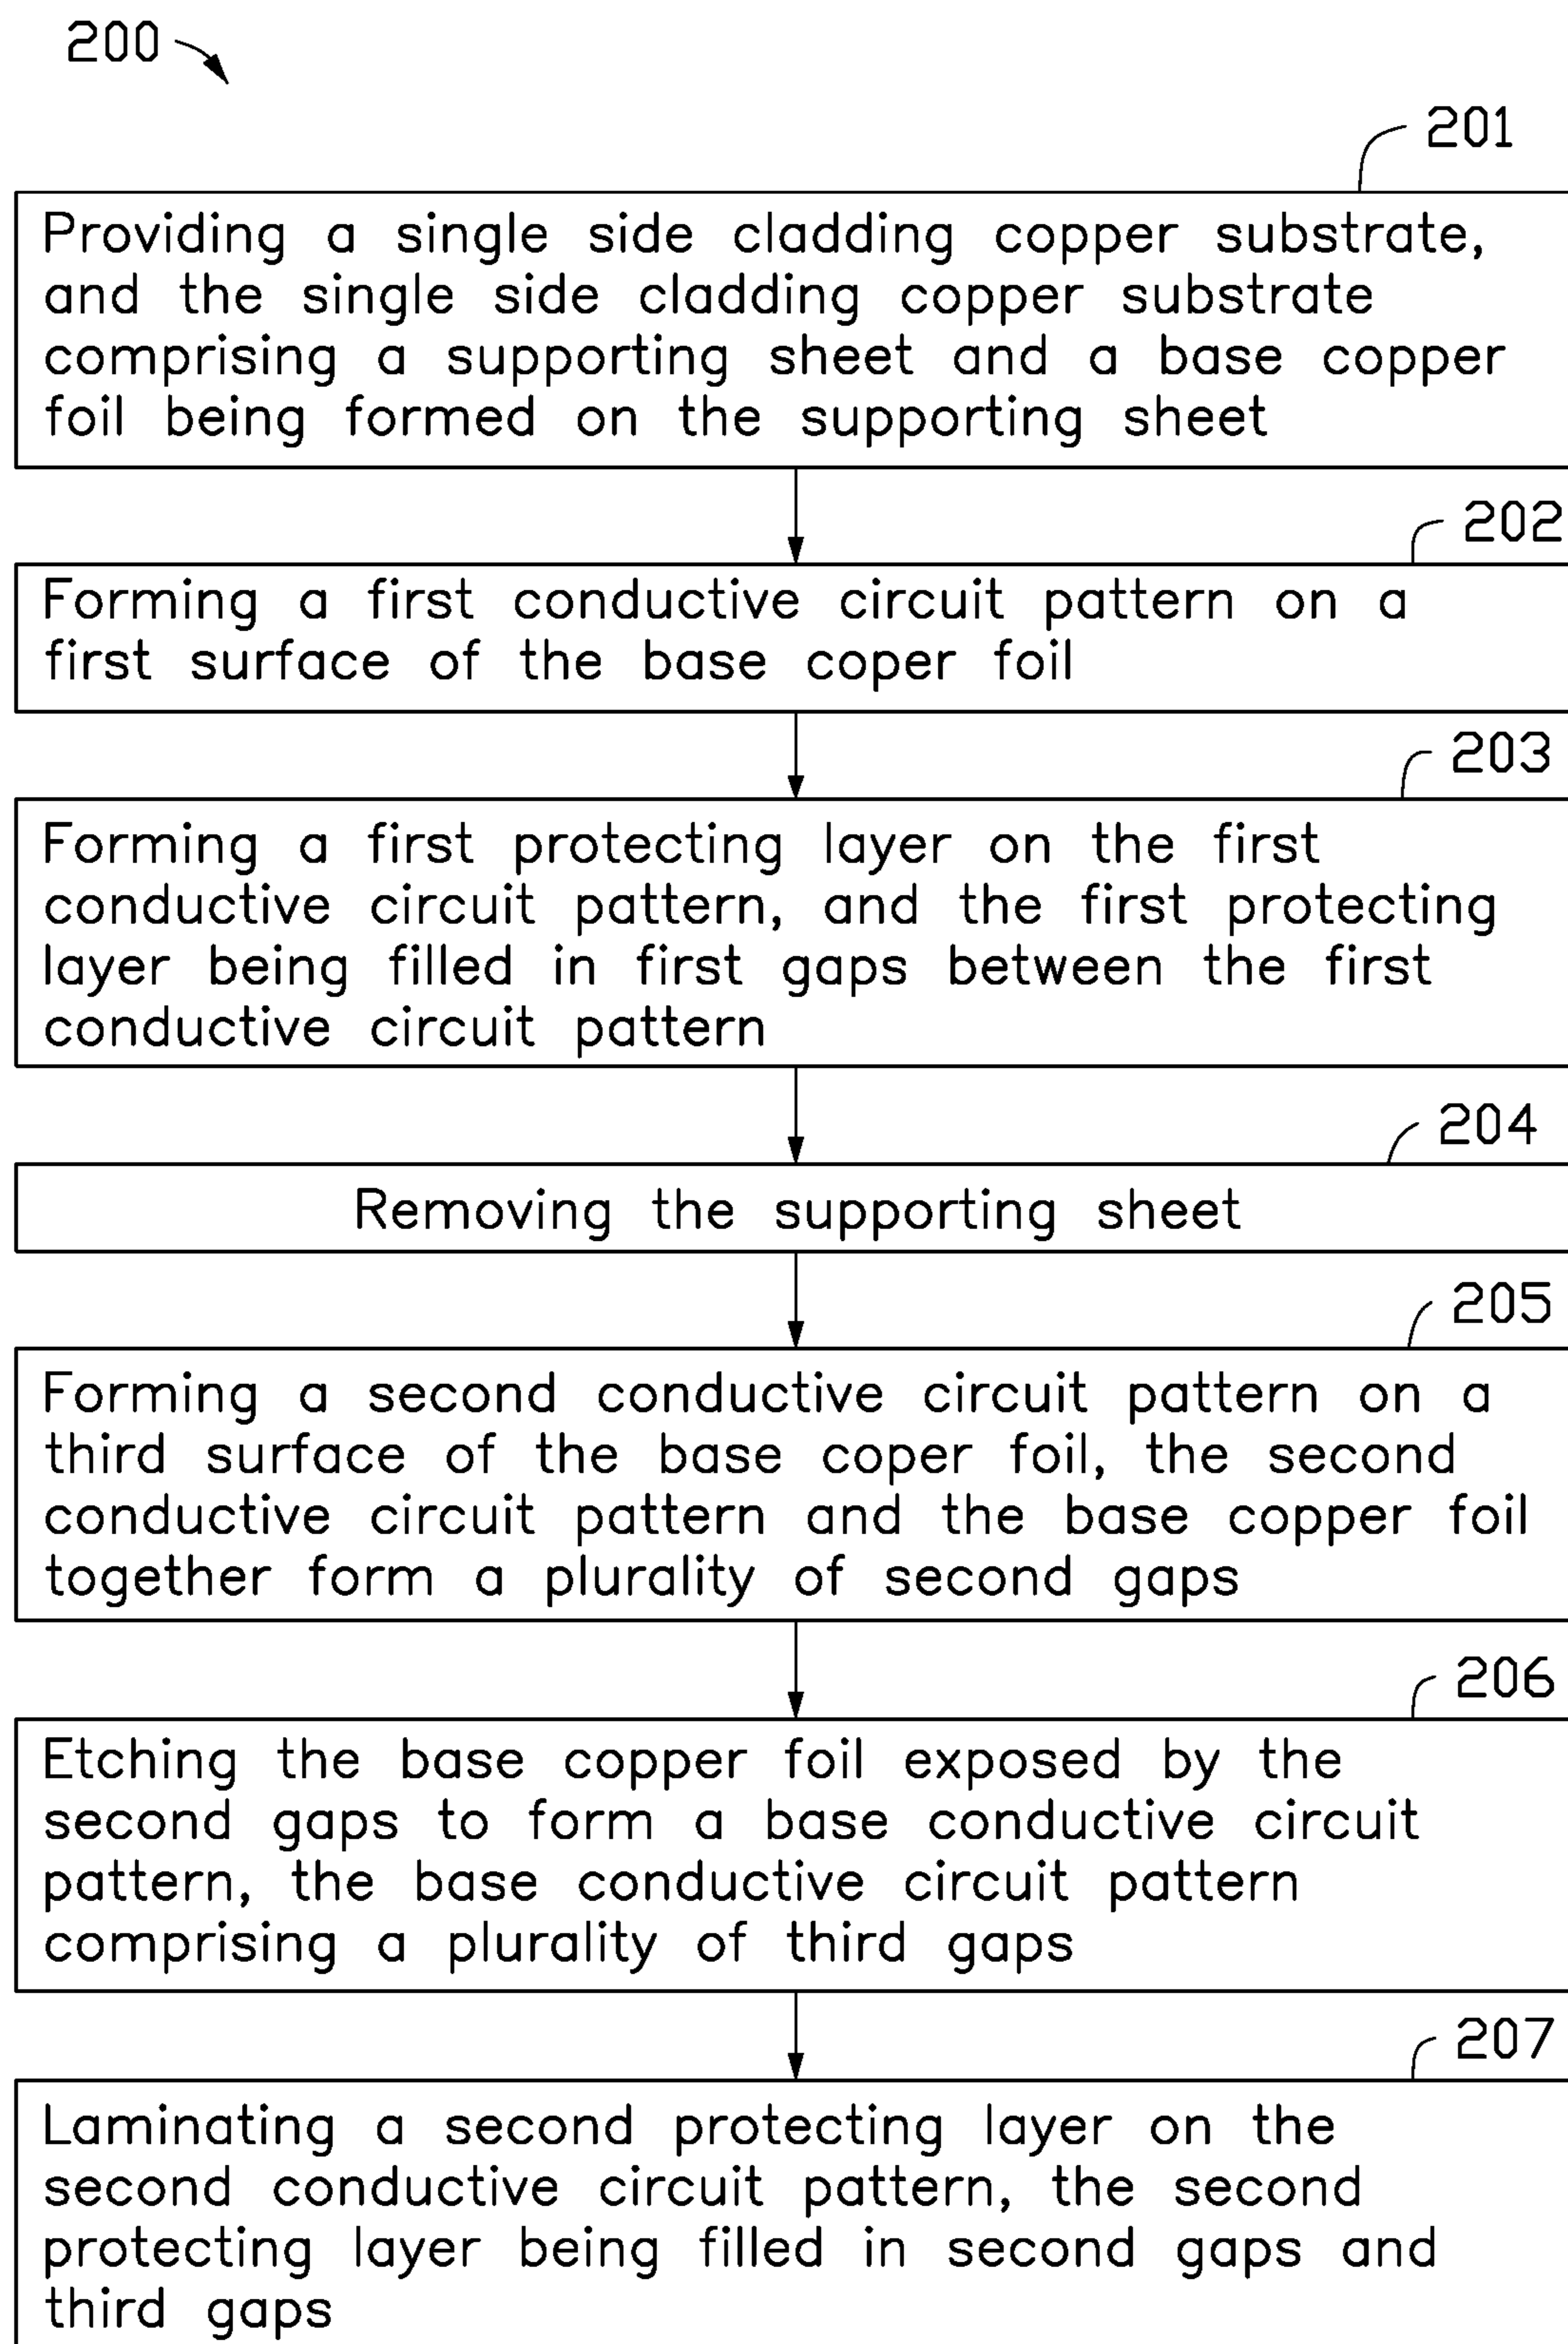 200
201
Providing a single side cladding copper substrate,
and the single side cladding copper substrate
comprising a supporting sheet and a base copper
foil being formed on the supporting sheet
202
Forming a first conductive circuit pattern on a
first surface of the base coper foil
203
Forming a first protecting layer on the first
conductive circuit pattern, and the first protecting
layer being filled in first gaps between the first
conductive circuit pattern
204
Removing the supporting sheet
205
Forming a second conductive circuit pattern on a
third surface of the base coper foil, the second
conductive circuit pattern and the base copper foil
together form a plurality of second gaps
206
Etching the base copper foil exposed by the
second gaps to form a base conductive circuit
pattern, the base conductive circuit pattern
comprising a plurality of third gaps
207
Laminating a second protecting layer on the
second conductive circuit pattern, the second
protecting layer being filled in second gaps and
third gaps